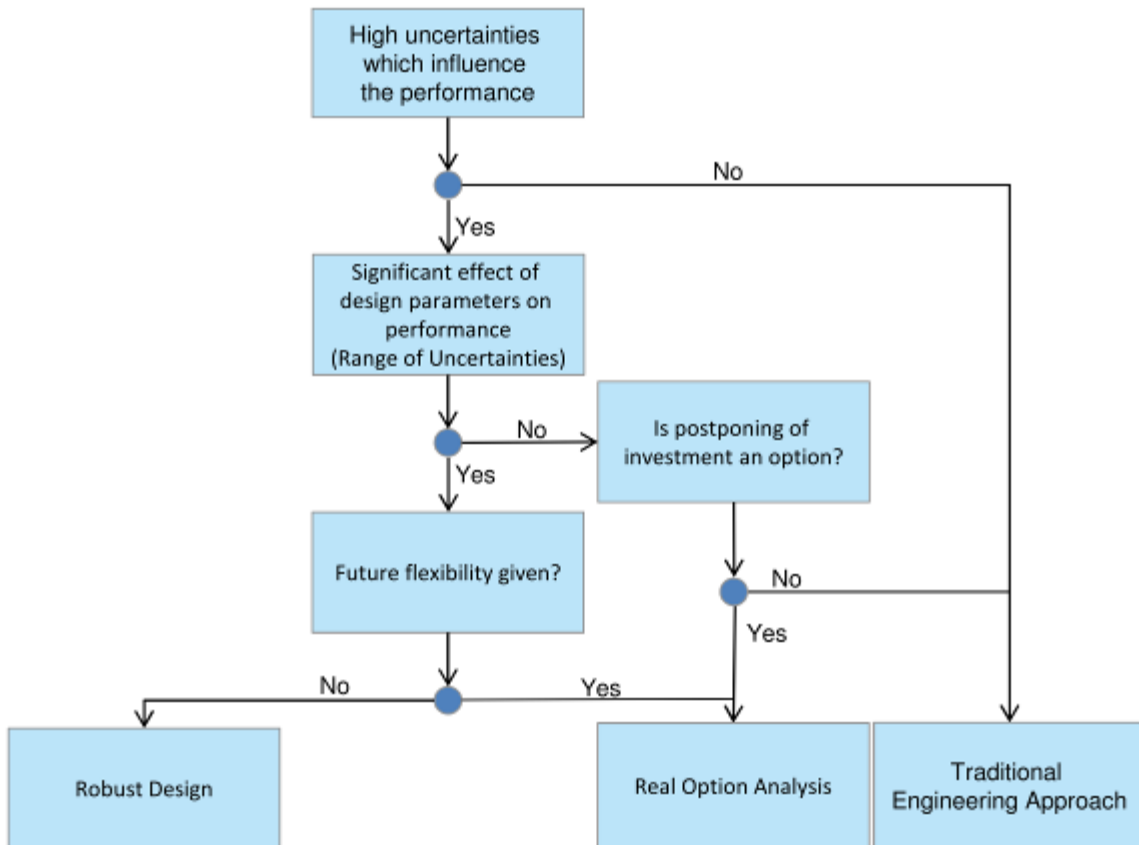 High uncertainties
which influence
the performance
No
Yes
Significant effect of
design parameters on
performance
(Range of Uncertainties)
No
Is postponing of
investment an option?
Yes
Future flexibility given?
No
Yes
No
Yes
Robust Design
Real Option Analysis
Traditional
Engineering Approach